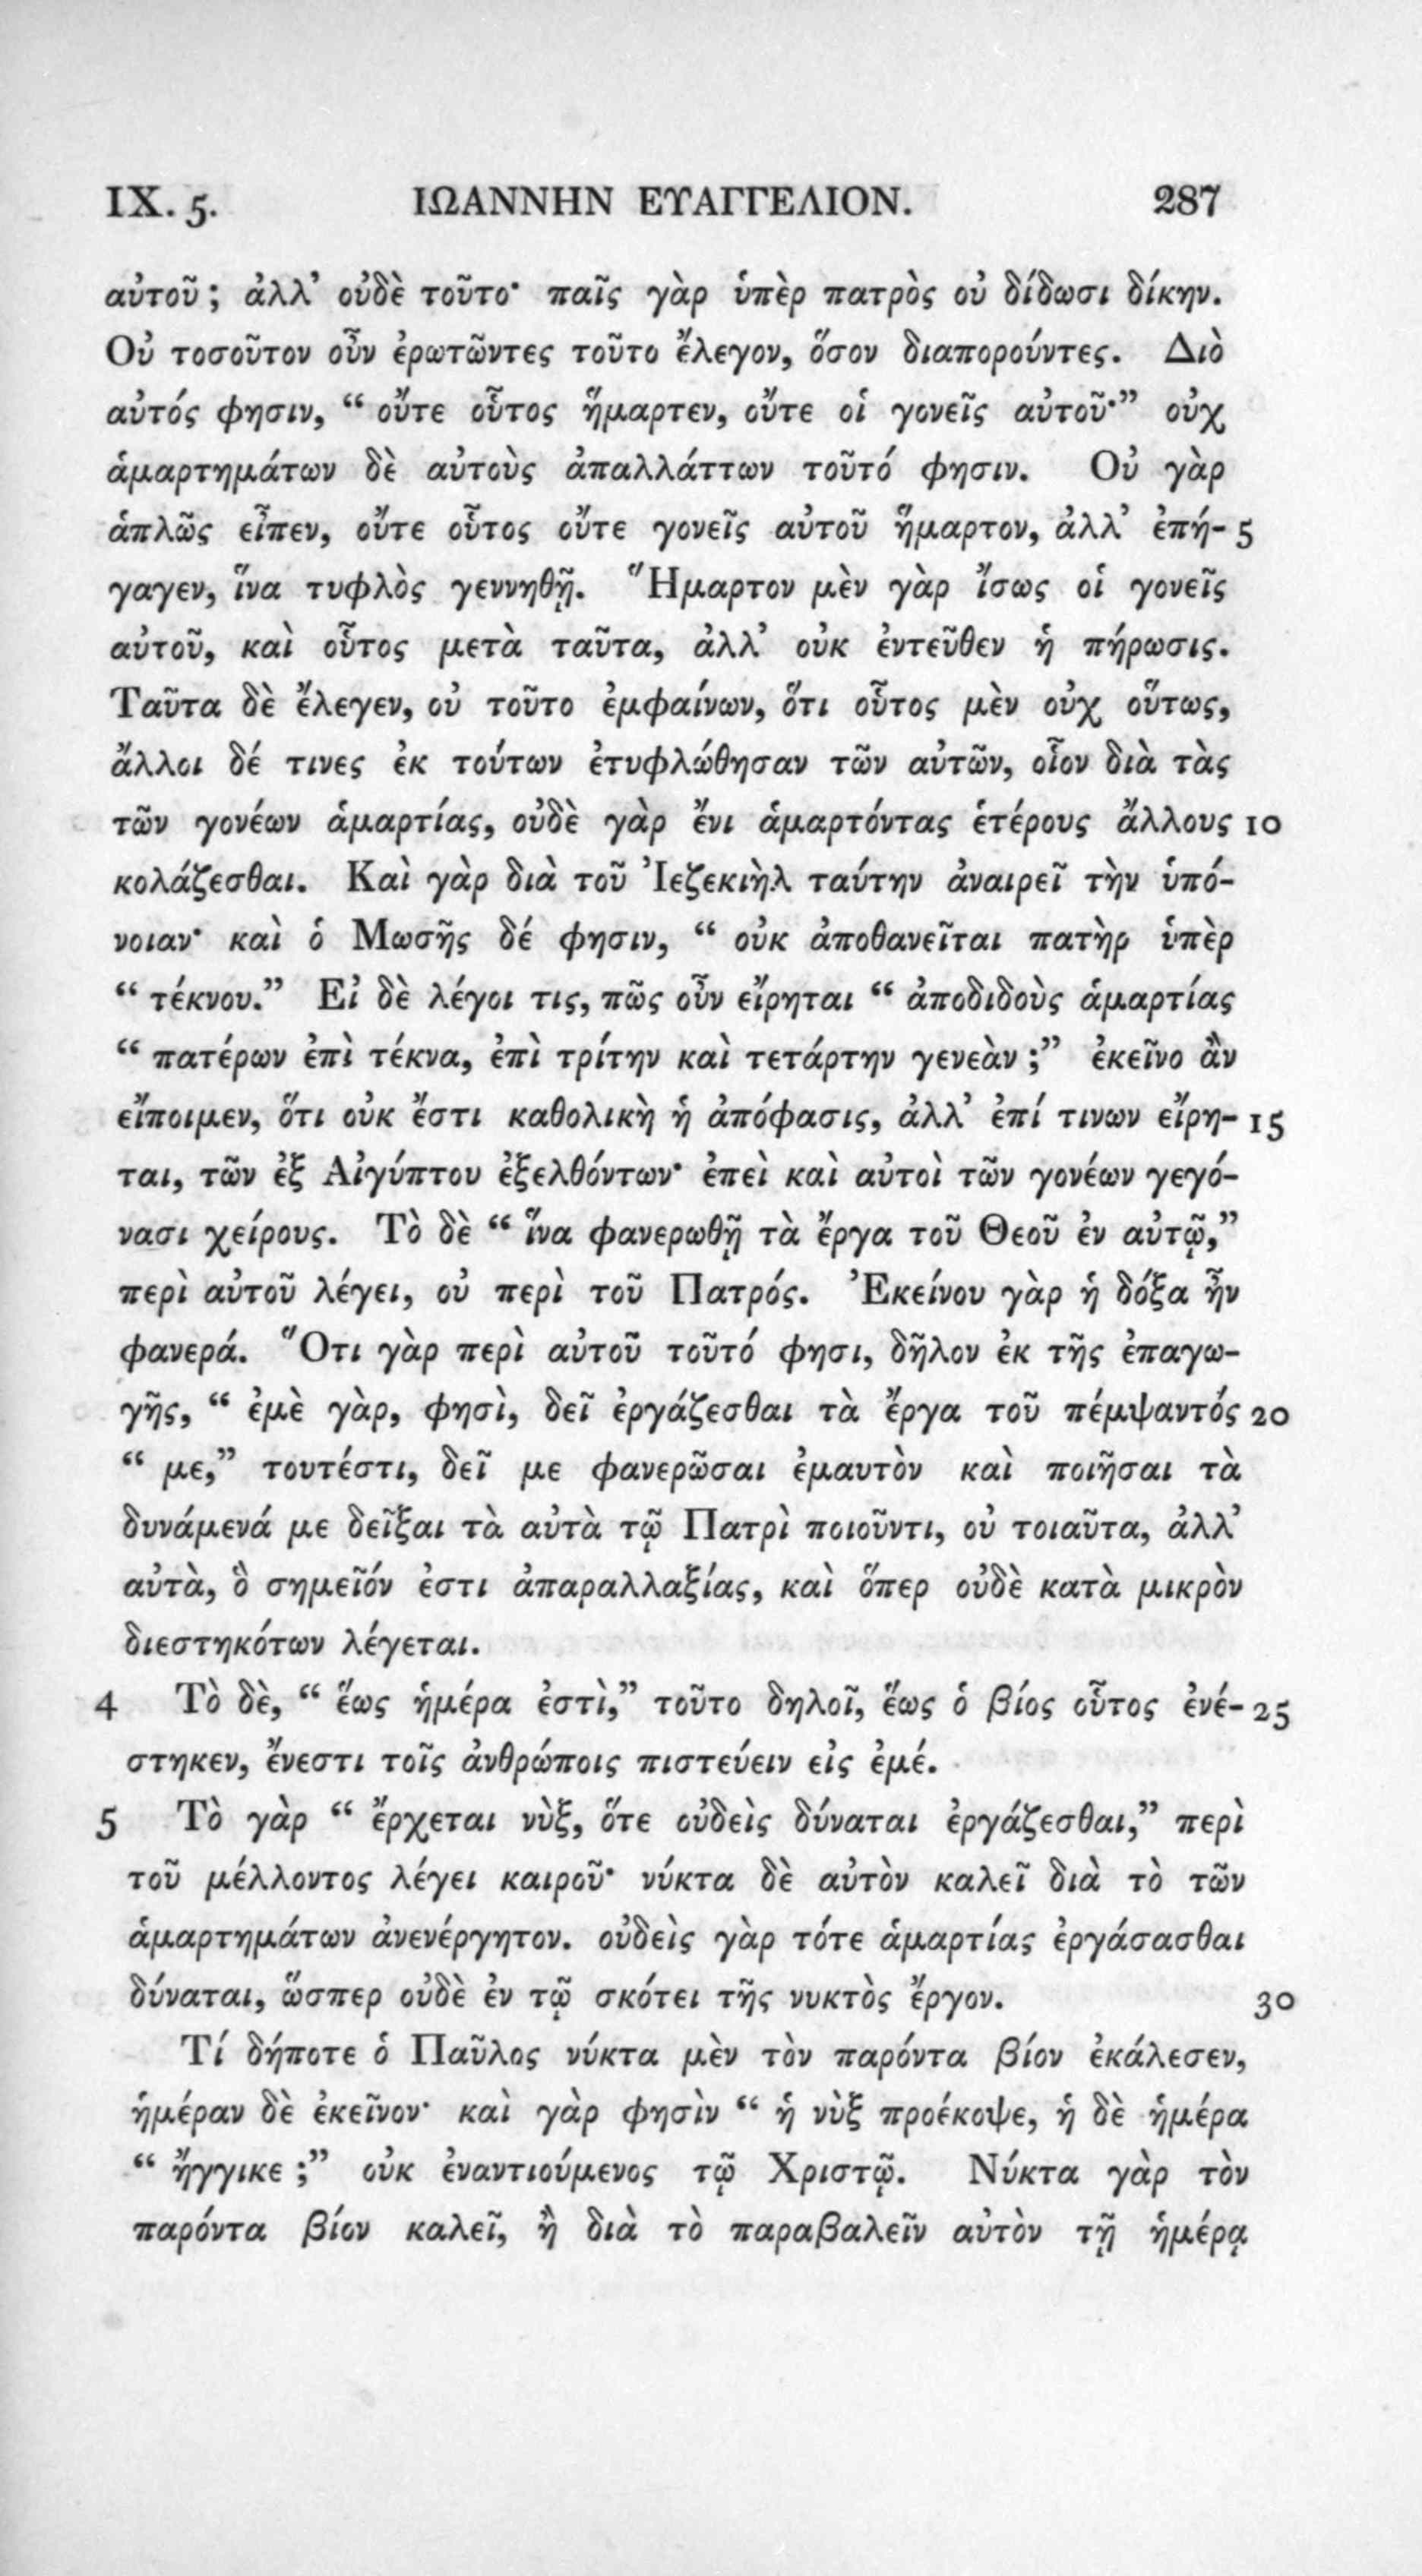 IX. 5. ΙΩΑΝΝΗΝ ΕΥΑΓΓΕΛΙΟΝ. 287
αὐτοῦ; ἀλλ’ οὐδὲ τοῦτο· παῖς γὰρ ὑπὲρ πατρὸς οὐ δίδωσι δίκην.
Οὐ τοσοῦτον οὖν ἐρωτῶντες τοῦτο ἔλεγον, ὅσον διαπορούντες. Διὸ
αὐτός φησιν, “ οὔτε οὗτος ἥμαρτεν, οὔτε οἱ γονεῖς αὐτοῦ·” οὐχ
ἁμαρτημάτων δὲ αὐτοὺς ἀπαλλάττων τοῦτό φησιν. Οὐ γὰρ
ἁπλῶς εἶπεν, οὔτε οὗτος οὔτε γονεῖς αὐτοῦ ἥμαρτον, ἀλλ’ ἐπή- 5
γαγεν, ἵνα τυφλὸς γεννηθῇ. Ἥμαρτον μὲν γὰρ ἴσως οἱ γονεῖς
αὐτοῦ, καὶ οὗτος μετὰ ταῦτα, ἀλλ’ οὐκ ἐντεῦθεν ἡ πήρωσις.
Ταῦτα δὲ ἔλεγεν, οὐ τοῦτο ἐμφαίνων, ὅτι οὗτος μὲν οὐχ οὕτως,
ἄλλοι δέ τινες ἐκ τούτων ἐτυφλώθησαν τῶν αὐτῶν, οἷον διὰ τὰς
τῶν γονέων ἁμαρτίας, οὐδὲ γὰρ ἔνι ἁμαρτόντας ἑτέρους ἄλλους 10
κολάζεσθαι. Καὶ γὰρ διὰ τοῦ Ἰεζεκιὴλ ταύτην ἀναιρεῖ τὴν ὑπό-
νοιαν· καὶ ὁ Μωσῆς δέ φησιν, “ οὐκ ἀποθανεῖται πατὴρ ὑπὲρ
“ τέκνου.” Εἰ δὲ λέγοι τις, πῶς οὖν εἴρηται “ ἀποδιδοὺς ἁμαρτίας
“ πατέρων ἐπὶ τέκνα, ἐπὶ τρίτην καὶ τετάρτην γενεάν ;” ἐκεῖνο ἂν
εἴποιμεν, ὅτι οὐκ ἔστι καθολικὴ ἡ ἀπόφασις, ἀλλ’ ἐπί τινων εἴρη- 15
ται, τῶν ἐξ Αἰγύπτου ἐξελθόντων· ἐπεὶ καὶ αὐτοὶ τῶν γονέων γεγό-
νασι χείρους. Τὸ δὲ “ ἵνα φανερωθῇ τὰ ἔργα τοῦ Θεοῦ ἐν αὐτῷ,”
περὶ αὐτοῦ λέγει, οὐ περὶ τοῦ Πατρός. Ἐκείνου γὰρ ἡ δόξα ἦν
φανερά. Ὅτι γὰρ περὶ αὐτοῦ τοῦτό φησι, δῆλον ἐκ τῆς ἐπαγω-
γῆς, “ ἐμὲ γὰρ, φησὶ, δεῖ ἐργάζεσθαι τὰ ἔργα τοῦ πέμψαντός 20
“ με,” τουτέστι, δεῖ με φανερῶσαι ἐμαυτὸν καὶ ποιῆσαι τὰ
δυνάμενά με δεῖξαι τὰ αὐτὰ τῷ Πατρὶ ποιοῦντι, οὐ τοιαῦτα, ἀλλ’
αὐτὰ, ὃ σημεῖόν ἐστι ἀπαραλλαξίας, καὶ ὅπερ οὐδὲ κατὰ μικρὸν
διεστηκότων λέγεται.
4 Τὸ δὲ, “ ἕως ἡμέρα ἐστὶ,” τοῦτο δηλοῖ, ἕως ὁ βίος οὗτος ἐνέ- 25
στηκεν, ἔνεστι τοῖς ἀνθρώποις πιστεύειν εἰς ἐμέ.
5 Τὸ γὰρ “ ἔρχεται νὺξ, ὅτε οὐδεὶς δύναται ἐργάζεσθαι,” περὶ
τοῦ μέλλοντος λέγει καιροῦ· νύκτα δὲ αὐτὸν καλεῖ διὰ τὸ τῶν
ἁμαρτημάτων ἀνενέργητον. οὐδεὶς γὰρ τότε ἁμαρτίας ἐργάσασθαι
δύναται, ὥσπερ οὐδὲ ἐν τῷ σκότει τῆς νυκτὸς ἔργον. 30
Τί δήποτε ὁ Παῦλος νύκτα μὲν τὸν παρόντα βίον ἐκάλεσεν,
ἡμέραν δὲ ἐκεῖνον· καὶ γὰρ φησὶν “ ἡ νὺξ προέκοψε, ἡ δὲ ἡμέρα
“ ἤγγικε ;” οὐκ ἐναντιούμενος τῷ Χριστῷ. Νύκτα γὰρ τὸν
παρόντα βίον καλεῖ, ἢ διὰ τὸ παραβαλεῖν αὐτὸν τῇ ἡμέρᾳ